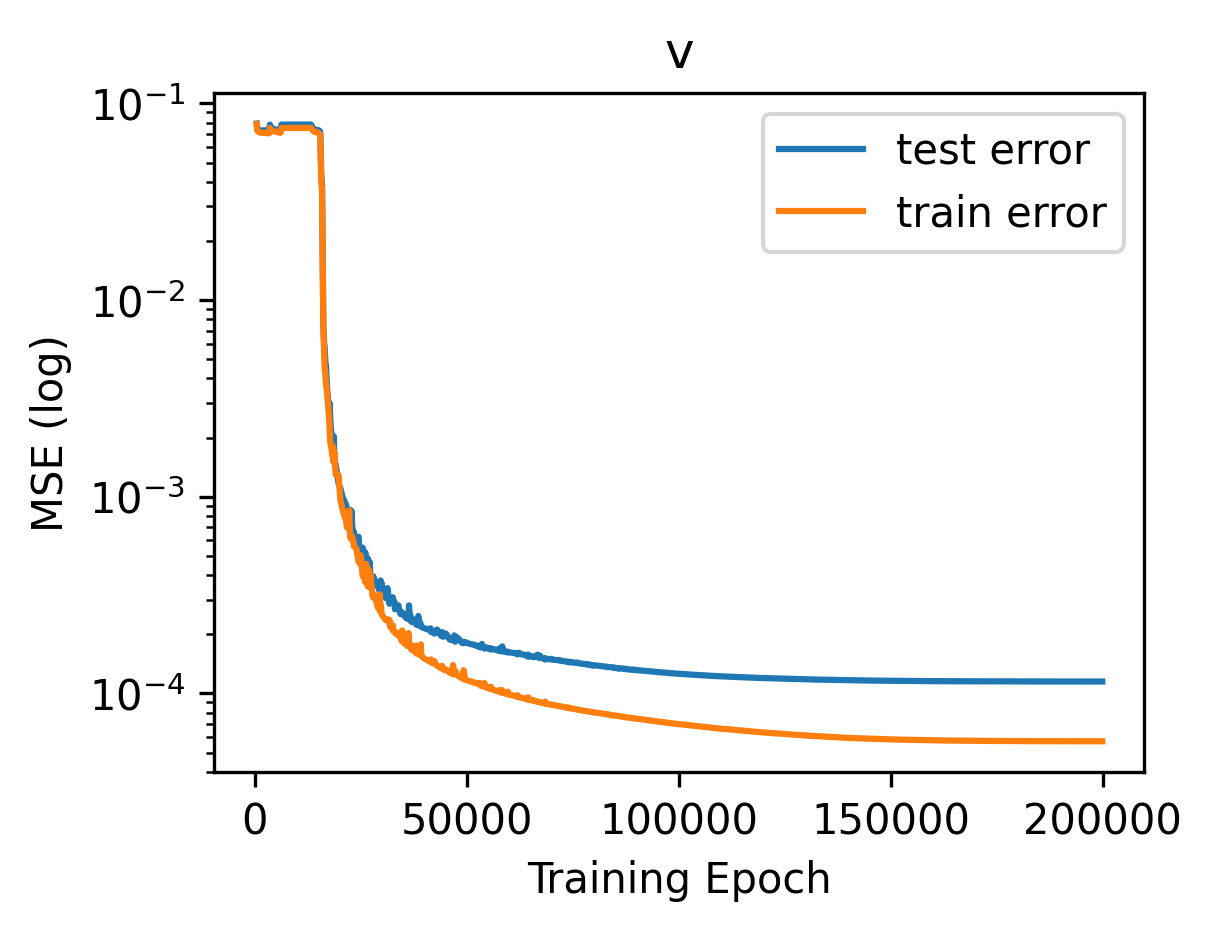 v
10⁻¹
10⁻²
10⁻³
10⁻⁴
MSE (log)
test error
train error
0 50000 100000 150000 200000
Training Epoch